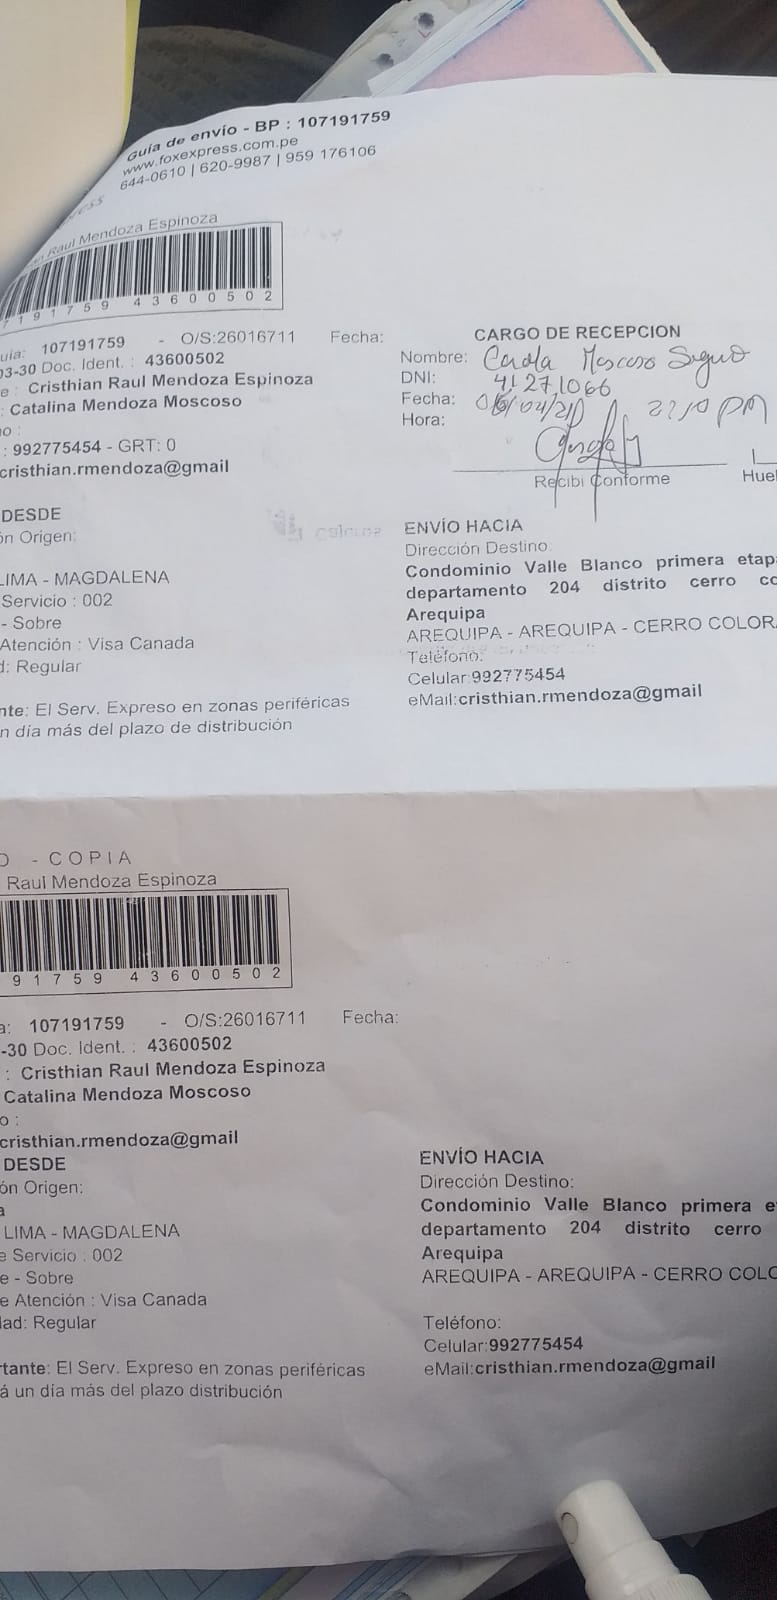 Guía de envío - BP : 107191759
www.foxexpress.com.pe
644-0610 | 620-9987 | 959 176106
Raul Mendoza Espinoza
7 1 9 1 7 5 9 4 3 6 0 0 5 0 2
uia: 107191759 - O/S:26016711 Fecha:
03-30 Doc. Ident. : 43600502
e : Cristhian Raul Mendoza Espinoza
: Catalina Mendoza Moscoso
no :
: 992775454 - GRT: 0
cristhian.rmendoza@gmail
CARGO DE RECEPCION
Nombre: Carola Moscoso
DNI: 41271066
Fecha:
Hora:
Recibi Conforme
Huel
DESDE
ón Origen:
LIMA - MAGDALENA
Servicio : 002
- Sobre
Atención : Visa Canada
d: Regular
nte: El Serv. Expreso en zonas periféricas
n día más del plazo de distribución
ENVÍO HACIA
Dirección Destino:
Condominio Valle Blanco primera etap
departamento 204 distrito cerro co
Arequipa
AREQUIPA - AREQUIPA - CERRO COLOR
Teléfono:
Celular:992775454
eMail:cristhian.rmendoza@gmail
O - COPIA
Raul Mendoza Espinoza
9 1 7 5 9 4 3 6 0 0 5 0 2
a: 107191759 - O/S:26016711 Fecha:
-30 Doc. Ident. : 43600502
: Cristhian Raul Mendoza Espinoza
Catalina Mendoza Moscoso
o :
cristhian.rmendoza@gmail
DESDE
ón Origen:
a
LIMA - MAGDALENA
e Servicio : 002
e - Sobre
e Atención : Visa Canada
dad: Regular
rtante: El Serv. Expreso en zonas periféricas
á un día más del plazo distribución
ENVÍO HACIA
Dirección Destino:
Condominio Valle Blanco primera e
departamento 204 distrito cerro
Arequipa
AREQUIPA - AREQUIPA - CERRO COLO
Teléfono:
Celular:992775454
eMail:cristhian.rmendoza@gmail